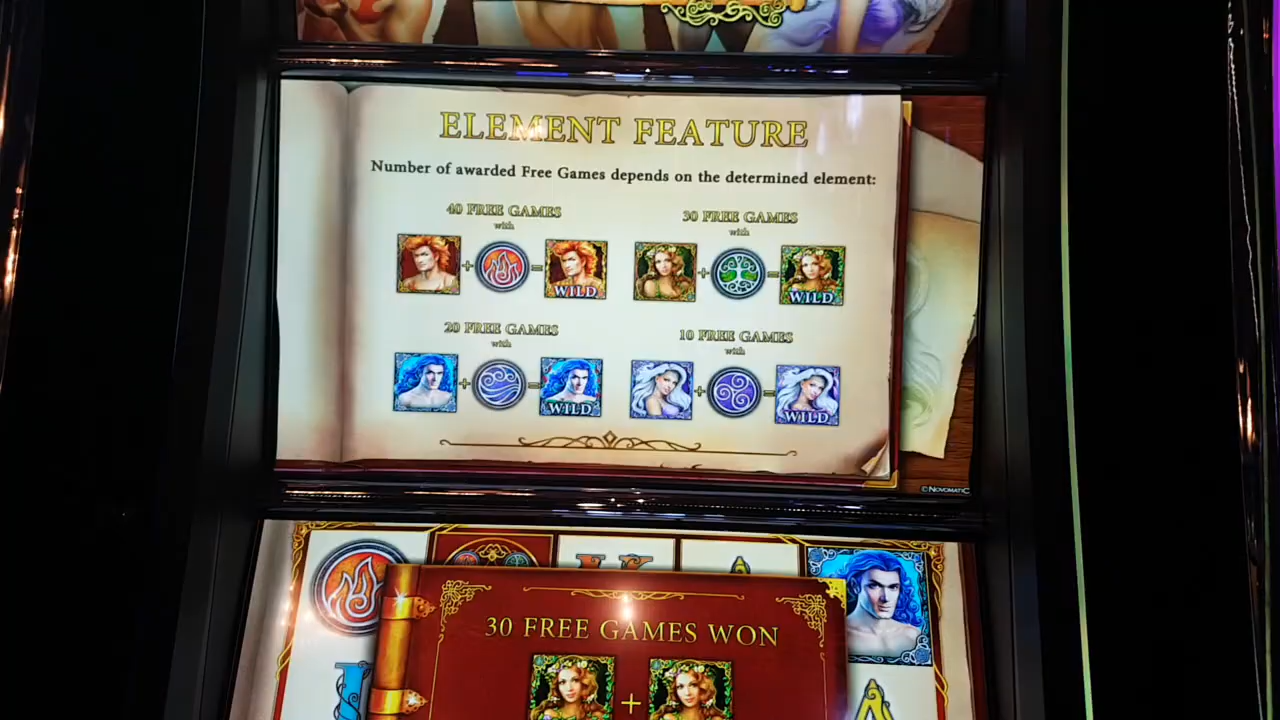 ELEMENT FEATURE
Number of awarded Free Games depends on the determined element:
40 FREE GAMES
with
30 FREE GAMES
with
+
=
WILD
+
=
WILD
20 FREE GAMES
with
10 FREE GAMES
with
+
=
WILD
+
=
WILD
© NOVOMATIC
K
A
30 FREE GAMES WON
+
J
A